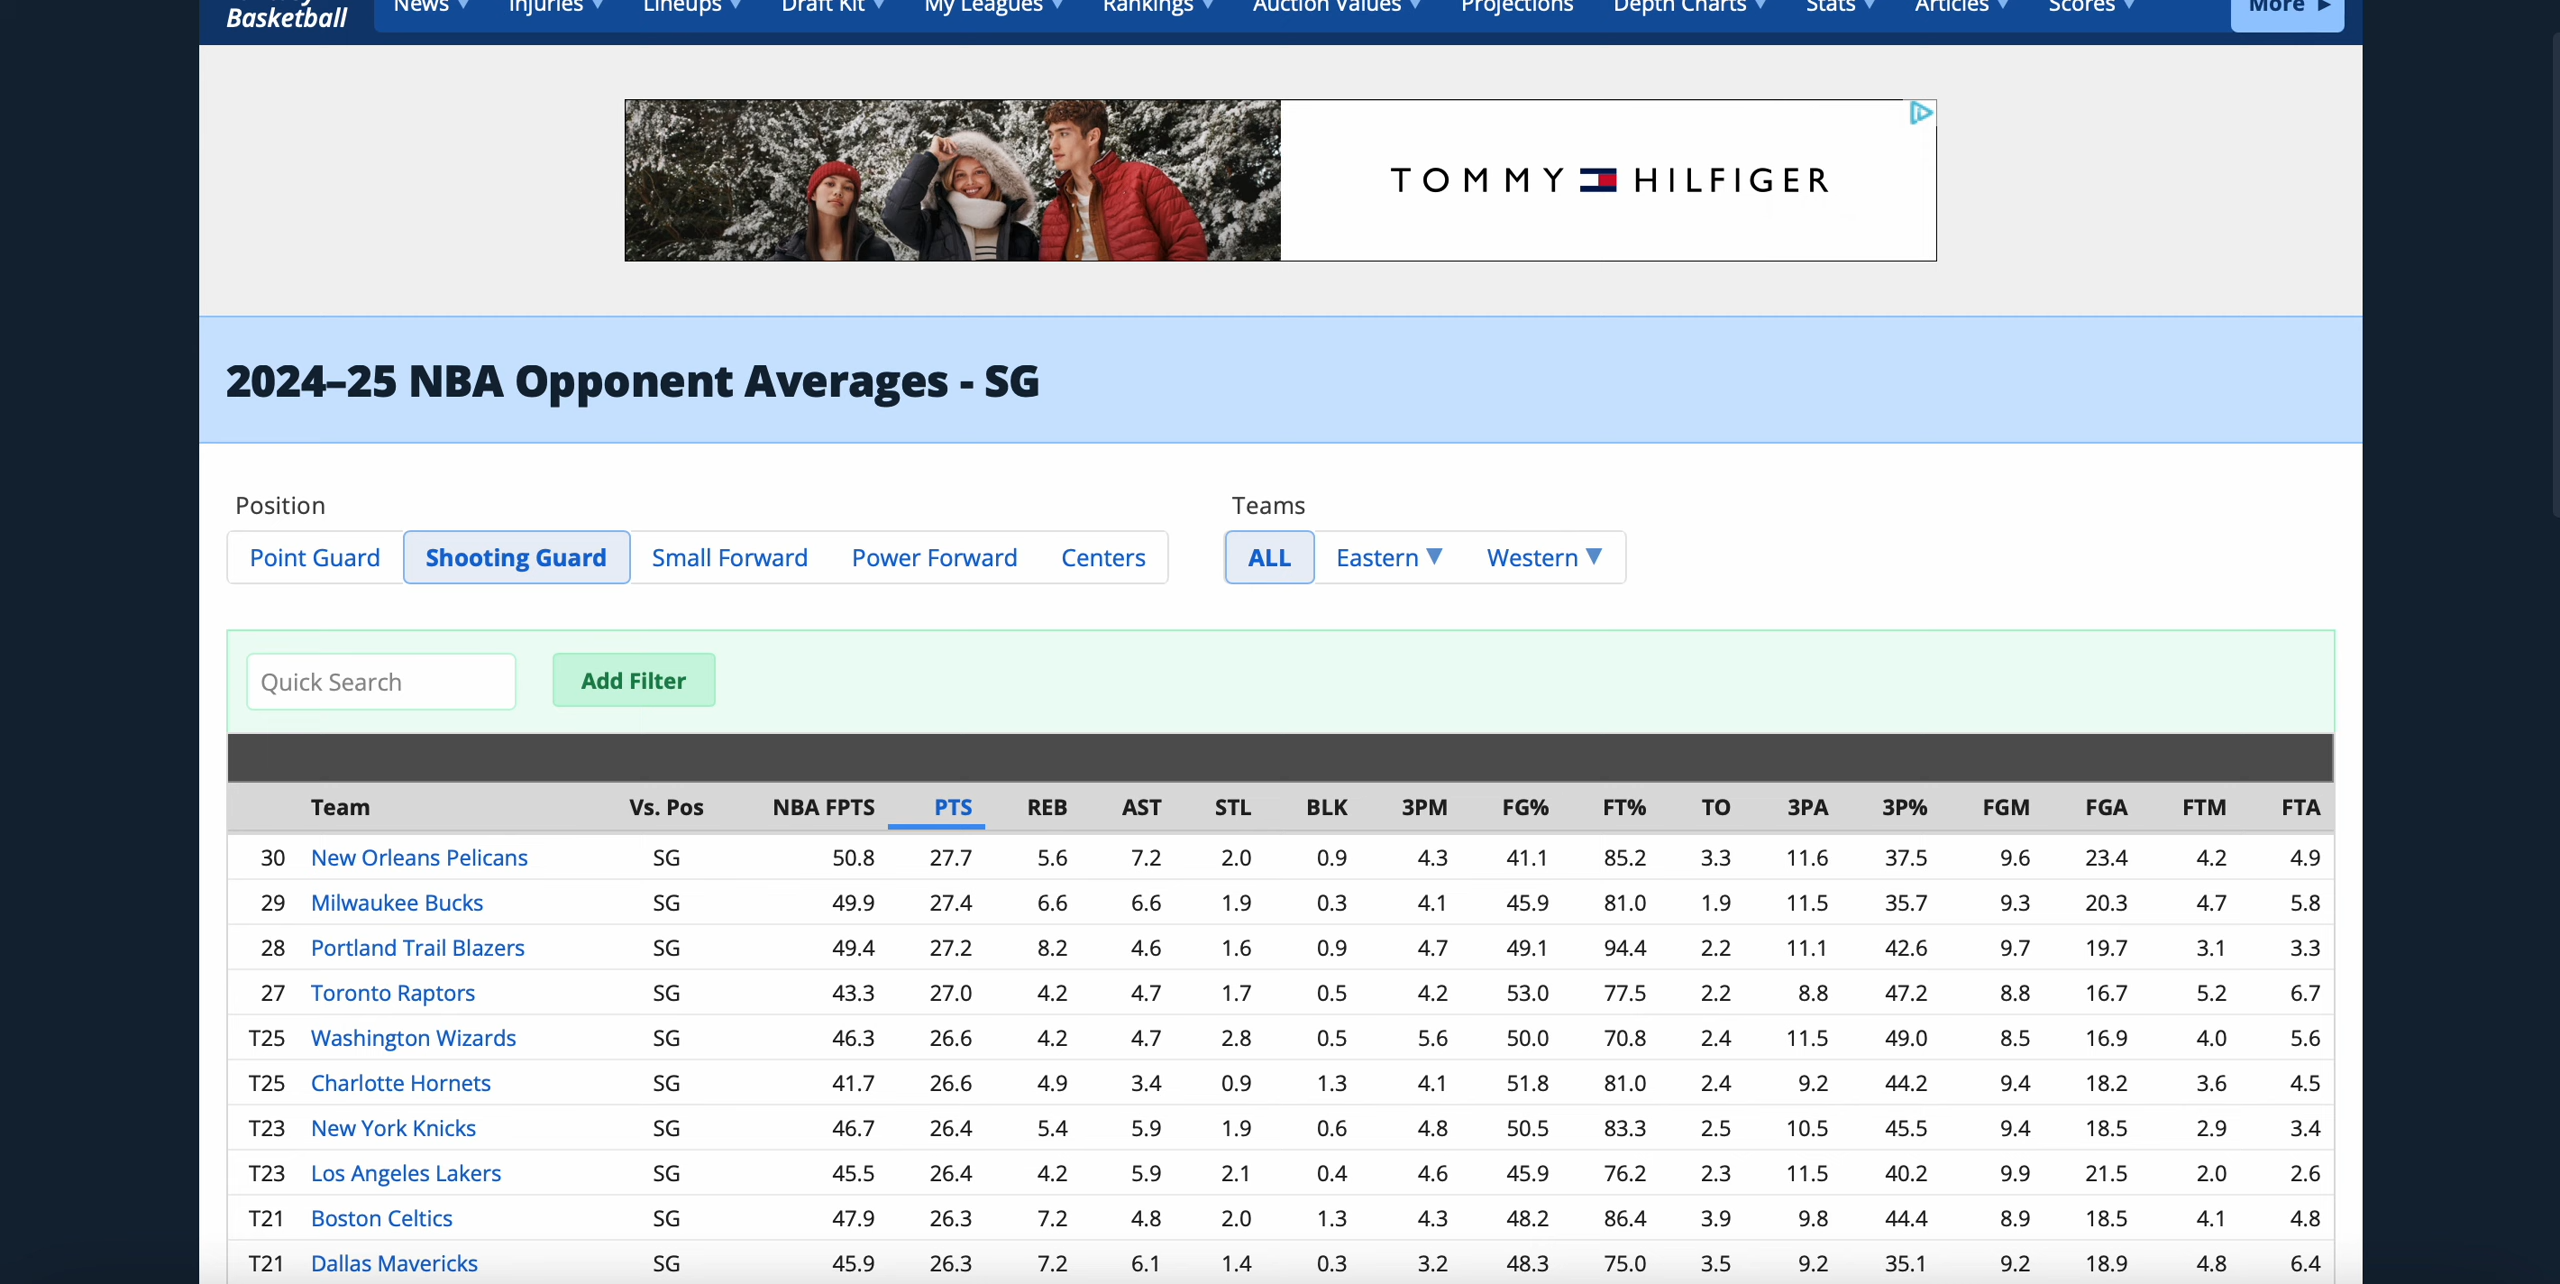 Basketball
News ▼ Injuries ▼ Lineups ▼ Draft Kit ▼ My Leagues ▼ Rankings ▼ Auction Values ▼ Projections Depth Charts ▼ Stats ▼ Articles ▼ Scores ▼ More ►
TOMMY HILFIGER
2024–25 NBA Opponent Averages - SG
Position Teams
Point Guard Shooting Guard Small Forward Power Forward Centers ALL Eastern ▼ Western ▼
Quick Search Add Filter
Team Vs. Pos NBA FPTS PTS REB AST STL BLK 3PM FG% FT% TO 3PA 3P% FGM FGA FTM FTA
30 New Orleans Pelicans SG 50.8 27.7 5.6 7.2 2.0 0.9 4.3 41.1 85.2 3.3 11.6 37.5 9.6 23.4 4.2 4.9
29 Milwaukee Bucks SG 49.9 27.4 6.6 6.6 1.9 0.3 4.1 45.9 81.0 1.9 11.5 35.7 9.3 20.3 4.7 5.8
28 Portland Trail Blazers SG 49.4 27.2 8.2 4.6 1.6 0.9 4.7 49.1 94.4 2.2 11.1 42.6 9.7 19.7 3.1 3.3
27 Toronto Raptors SG 43.3 27.0 4.2 4.7 1.7 0.5 4.2 53.0 77.5 2.2 8.8 47.2 8.8 16.7 5.2 6.7
T25 Washington Wizards SG 46.3 26.6 4.2 4.7 2.8 0.5 5.6 50.0 70.8 2.4 11.5 49.0 8.5 16.9 4.0 5.6
T25 Charlotte Hornets SG 41.7 26.6 4.9 3.4 0.9 1.3 4.1 51.8 81.0 2.4 9.2 44.2 9.4 18.2 3.6 4.5
T23 New York Knicks SG 46.7 26.4 5.4 5.9 1.9 0.6 4.8 50.5 83.3 2.5 10.5 45.5 9.4 18.5 2.9 3.4
T23 Los Angeles Lakers SG 45.5 26.4 4.2 5.9 2.1 0.4 4.6 45.9 76.2 2.3 11.5 40.2 9.9 21.5 2.0 2.6
T21 Boston Celtics SG 47.9 26.3 7.2 4.8 2.0 1.3 4.3 48.2 86.4 3.9 9.8 44.4 8.9 18.5 4.1 4.8
T21 Dallas Mavericks SG 45.9 26.3 7.2 6.1 1.4 0.3 3.2 48.3 75.0 3.5 9.2 35.1 9.2 18.9 4.8 6.4